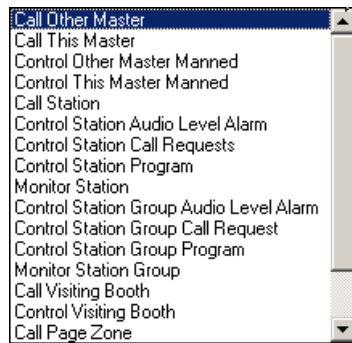 Call Other Master
Call This Master
Control Other Master Manned
Control This Master Manned
Call Station
Control Station Audio Level Alarm
Control Station Call Requests
Control Station Program
Monitor Station
Control Station Group Audio Level Alarm
Control Station Group Call Request
Control Station Group Program
Monitor Station Group
Call Visiting Booth
Control Visiting Booth
Call Page Zone